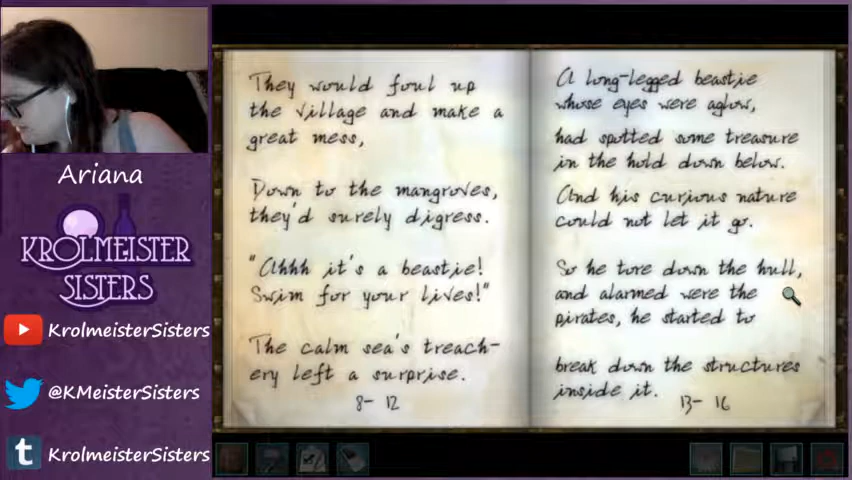 Ariana
KROLMEISTER
SISTERS
KrolmeisterSisters
@KMeisterSisters
KrolmeisterSisters
They would foul up
the village and make a
great mess,
Down to the mangroves,
they'd surely digress.
"Ahhh it's a beastie!
Swim for your lives!"
The calm sea's treach-
ery left a surprise.
8- 12
A long-legged beastie
whose eyes were aglow,
had spotted some treasure
in the hold down below.
And his curious nature
could not let it go.
So he tore down the hull,
and alarmed were the
pirates, he started to
break down the structures
inside it.
13- 16